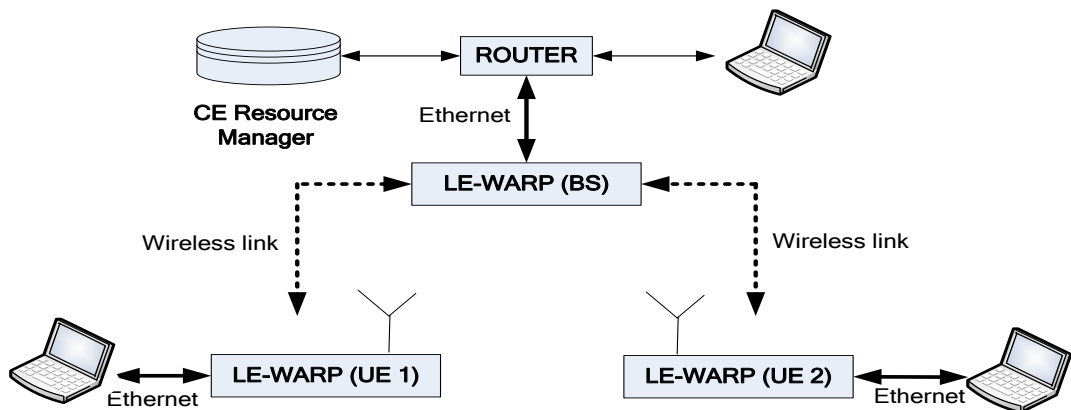 ROUTER
CE Resource
Manager
Ethernet
LE-WARP (BS)
Wireless link
Wireless link
LE-WARP (UE 1)
LE-WARP (UE 2)
Ethernet
Ethernet